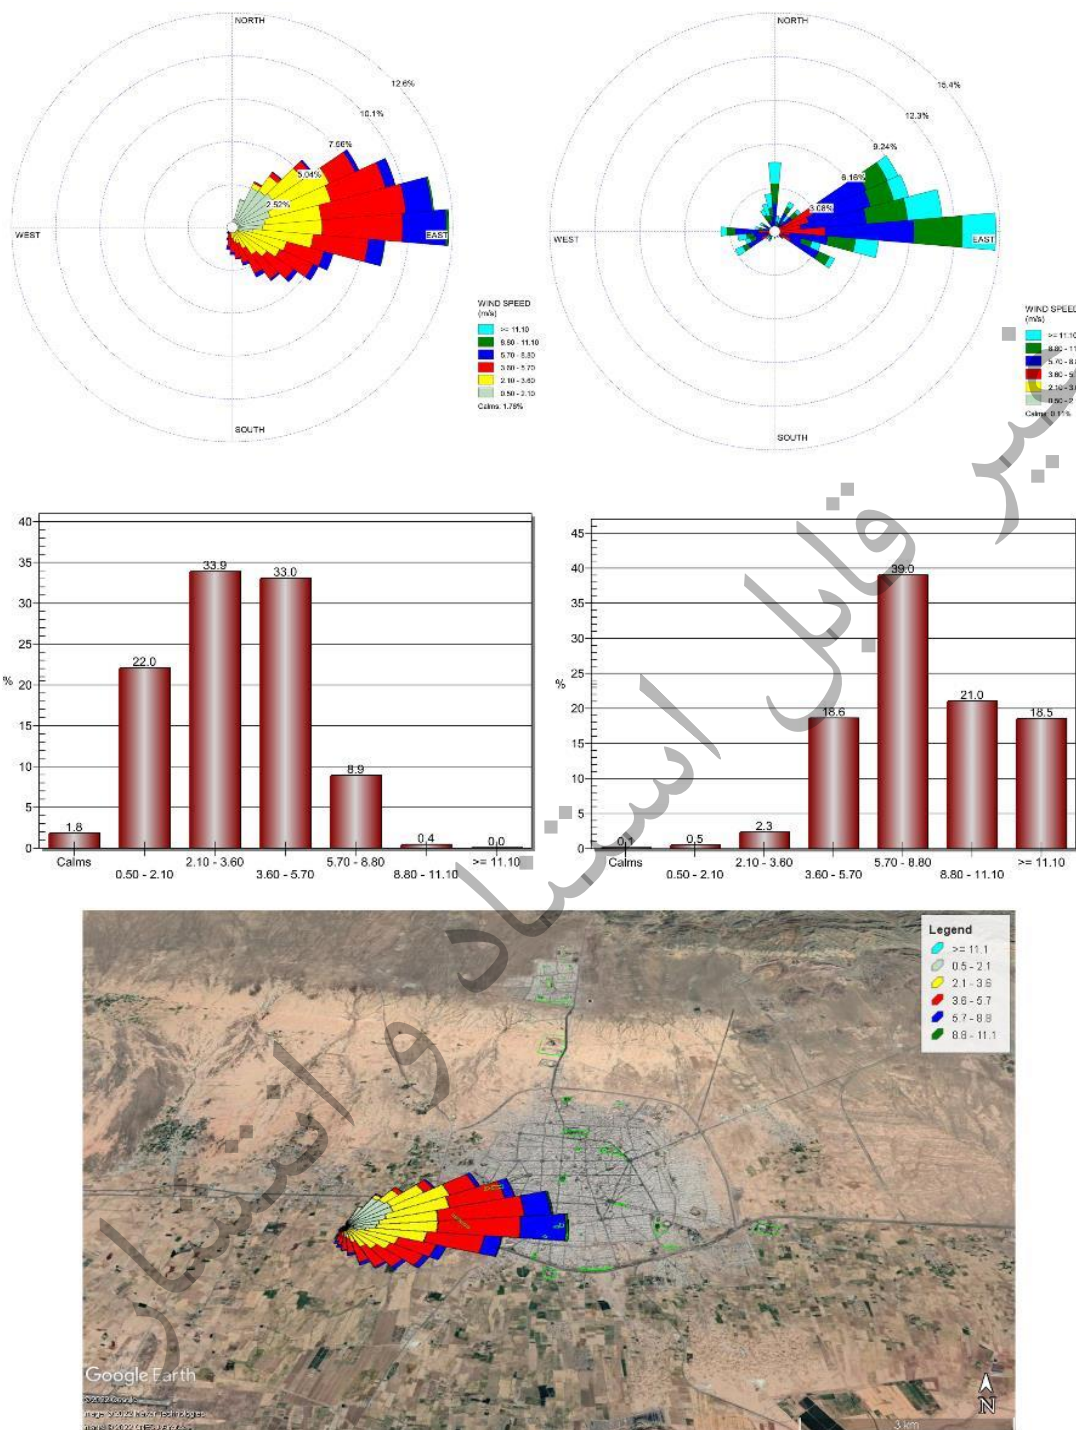 NORTH
12.6%
10.1%
7.56%
5.04%
2.52%
WEST
EAST
SOUTH
WIND SPEED
(m/s)
>= 11.10
8.80 - 11.10
5.70 - 8.80
3.60 - 5.70
2.10 - 3.60
0.50 - 2.10
NORTH
15.4%
12.3%
9.24%
6.16%
3.08%
WEST
EAST
SOUTH
WIND SPEED
(m/s)
>= 11.10
40
35
30
25
20
15
10
5
0
%
1.8
22.0
33.9
33.0
8.9
0.4
0.0
Calms
2.10 - 3.60
5.70 - 8.80
>= 11.10
0.50 - 2.10
3.60 - 5.70
8.80 - 11.10
45
40
35
30
25
20
15
10
5
0
%
0.1
0.5
2.3
18.6
39.0
21.0
18.5
Calms
2.10 - 3.60
5.70 - 8.80
>= 11.10
0.50 - 2.10
3.60 - 5.70
8.80 - 11.10
Legend
>= 11.1
0.5 - 2.1
2.1 - 3.6
3.6 - 5.7
5.7 - 8.8
8.8 - 11.1
Google Earth
N
3 km
غیر قابل استناد و انتشار